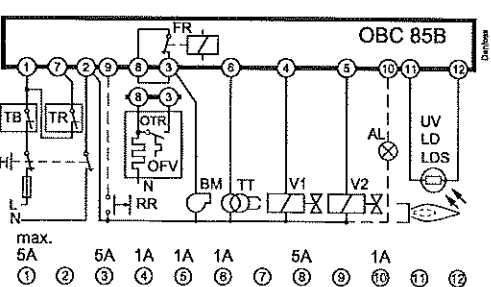 FR
OBC 85B
Danfoss
1 7 2 9 8 3 6 4 5 10 11 12
8 3
TB TR OTR
OFV
UV
LD
LDS
AL
H
N
BM TT V1 V2
RR
L
N
max.
5A 5A 1A 1A 1A 5A 1A
1 2 3 4 5 6 7 8 9 10 11 12